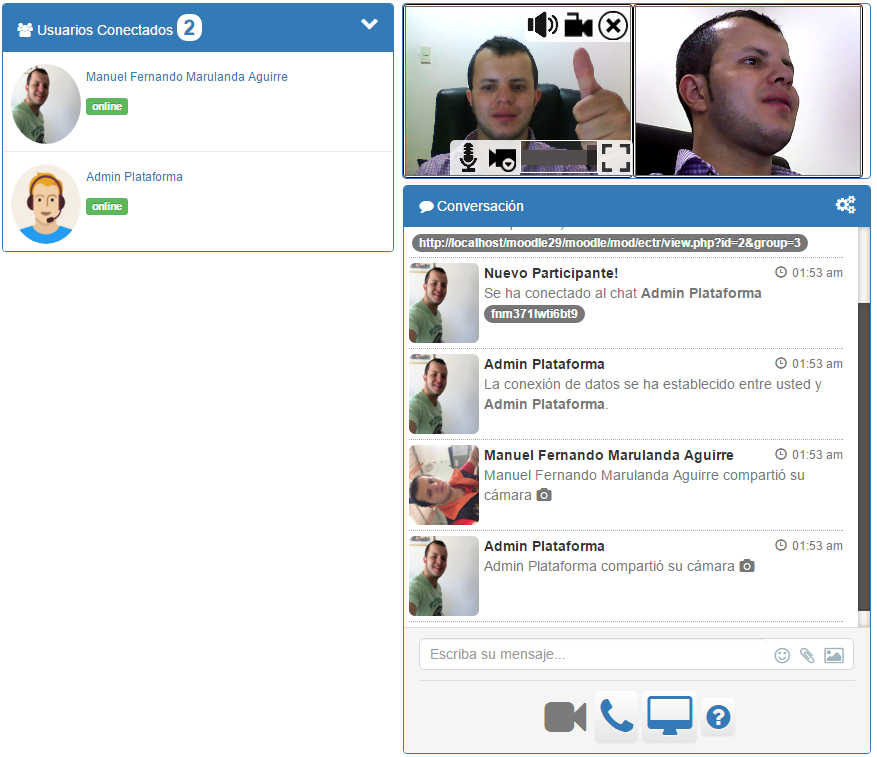 Usuarios Conectados 2
Manuel Fernando Marulanda Aguirre
online
Admin Plataforma
online
Conversación
http://localhost/moodle29/moodle/mod/ectr/view.php?id=2&group=3
Nuevo Participante! 01:53 am
Se ha conectado al chat Admin Plataforma
fnm371lwti6bt9
Admin Plataforma 01:53 am
La conexión de datos se ha establecido entre usted y
Admin Plataforma.
Manuel Fernando Marulanda Aguirre 01:53 am
Manuel Fernando Marulanda Aguirre compartió su
cámara
Admin Plataforma 01:53 am
Admin Plataforma compartió su cámara
Escriba su mensaje...